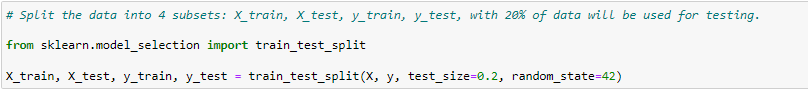 # Split the data into 4 subsets: X_train, X_test, y_train, y_test, with 20% of data will be used for testing.
from sklearn.model_selection import train_test_split
X_train, X_test, y_train, y_test = train_test_split(X, y, test_size=0.2, random_state=42)